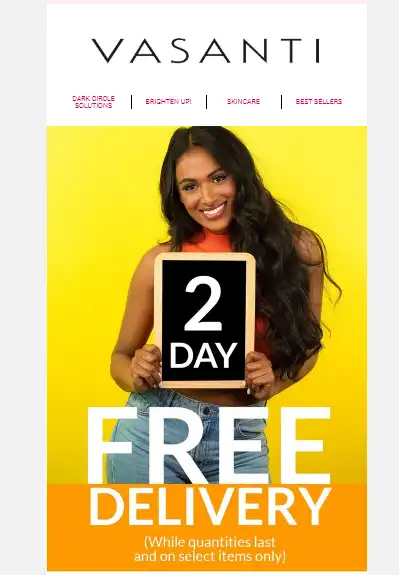 VASANTI
DARK CIRCLE
SOLUTIONS
BRIGHTEN UP!
SKINCARE
BEST SELLERS
2
DAY
FREE
DELIVERY
(While quantities last
and on select items only)